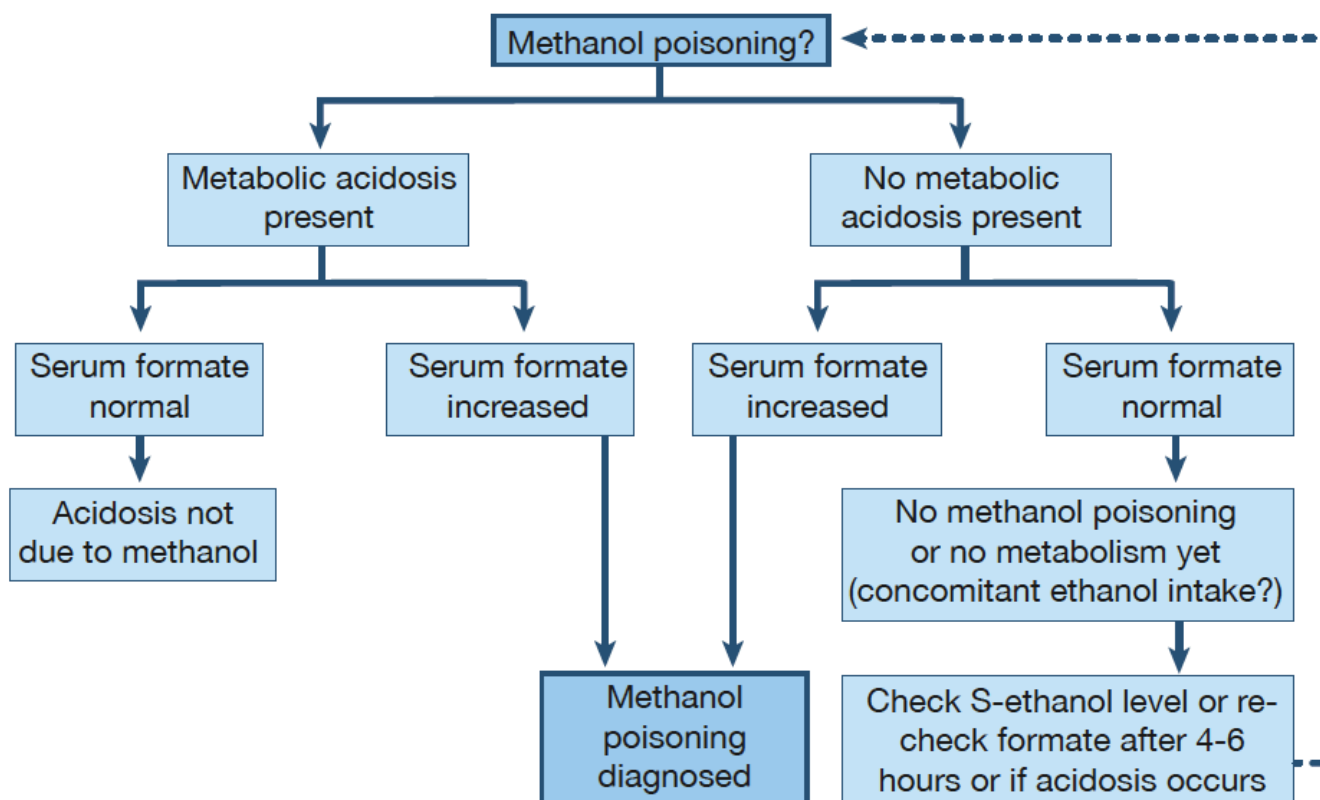 Methanol poisoning?
Metabolic acidosis
present
No metabolic
acidosis present
Serum formate
normal
Serum formate
increased
Serum formate
increased
Serum formate
normal
Acidosis not
due to methanol
No methanol poisoning
or no metabolism yet
(concomitant ethanol intake?)
Methanol
poisoning
diagnosed
Check S-ethanol level or re-
check formate after 4-6
hours or if acidosis occurs